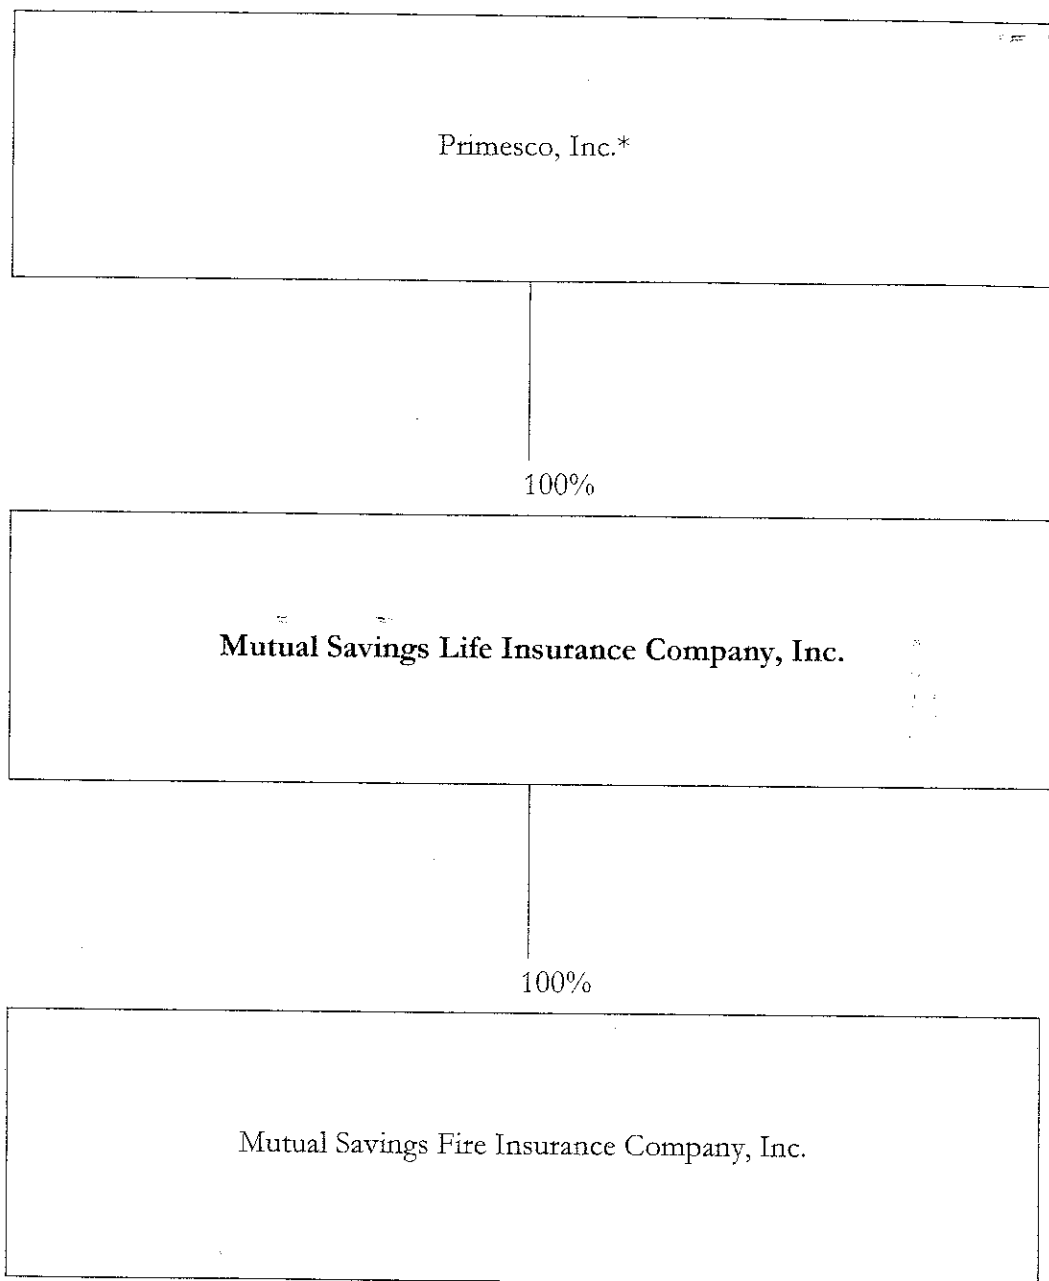 Primesco, Inc.*
100%
Mutual Savings Life Insurance Company, Inc.
100%
Mutual Savings Fire Insurance Company, Inc.